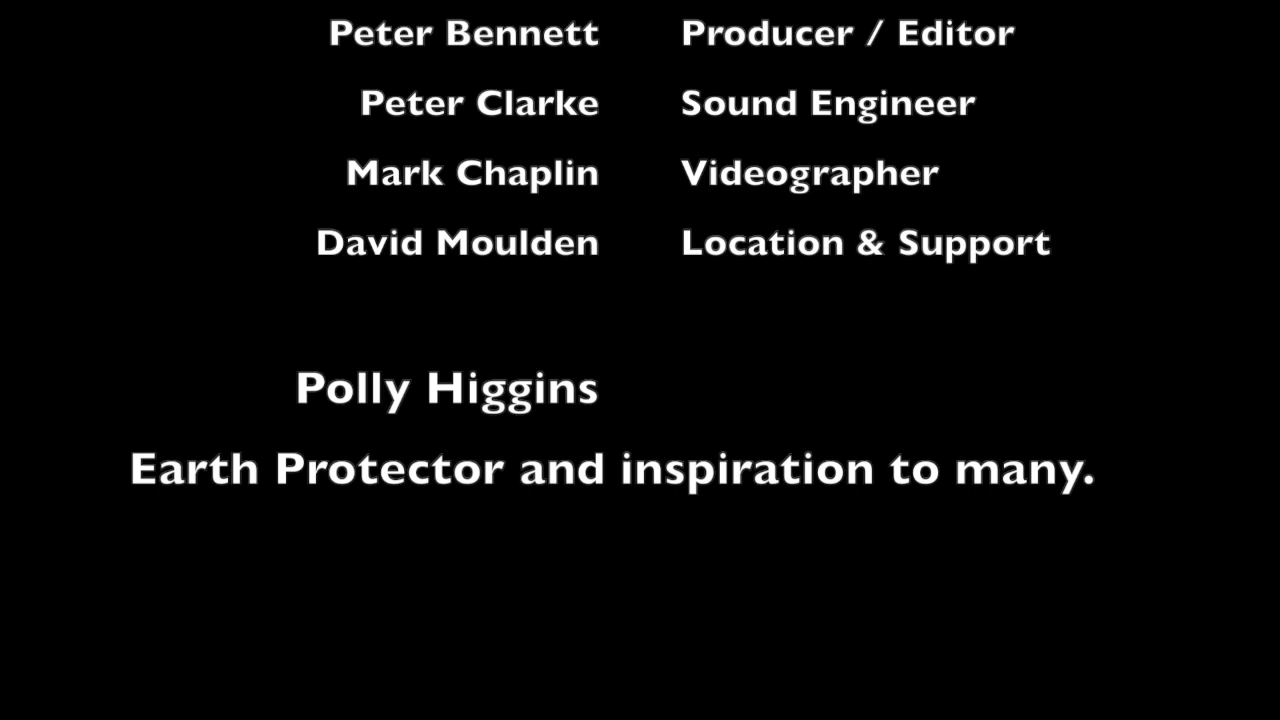 Peter Bennett Producer / Editor
Peter Clarke Sound Engineer
Mark Chaplin Videographer
David Moulden Location & Support
Polly Higgins
Earth Protector and inspiration to many.